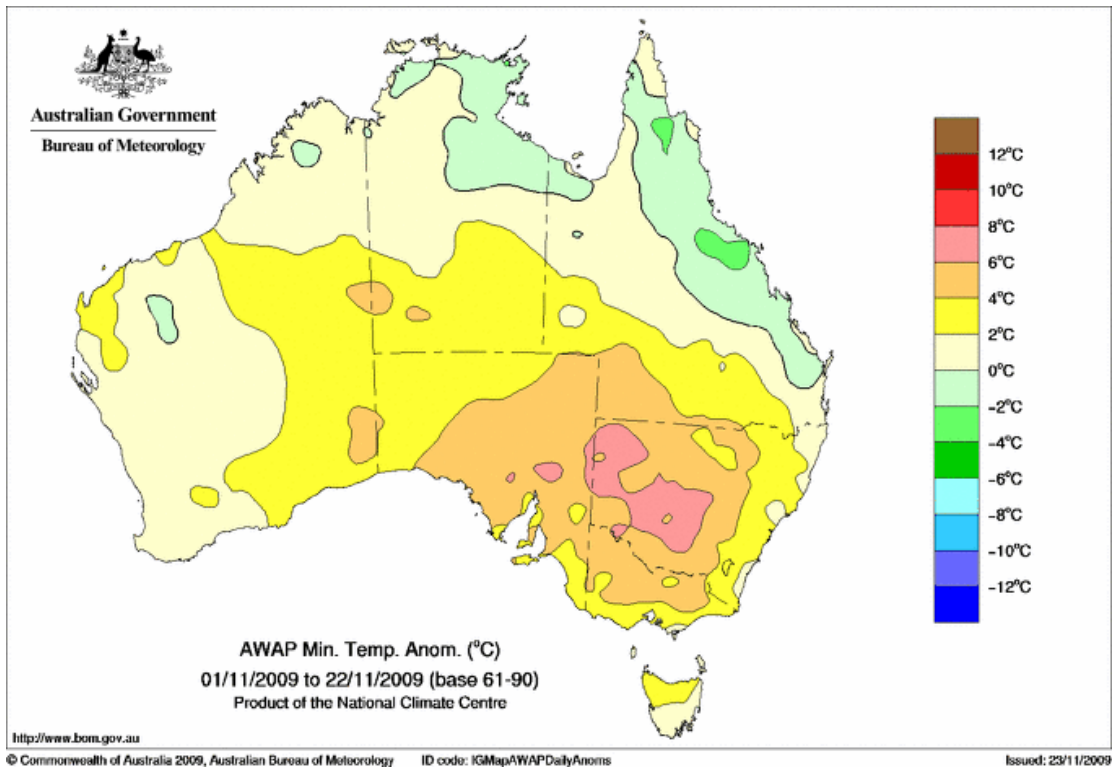 Australian Government
Bureau of Meteorology
12°C
10°C
8°C
6°C
4°C
2°C
0°C
-2°C
-4°C
-6°C
-8°C
-10°C
-12°C
AWAP Min. Temp. Anom. (°C)
01/11/2009 to 22/11/2009 (base 61-90)
Product of the National Climate Centre
http://www.bom.gov.au
© Commonwealth of Australia 2009, Australian Bureau of Meteorology ID code: IGMapAWAPDailyAnoms Issued: 23/11/2009